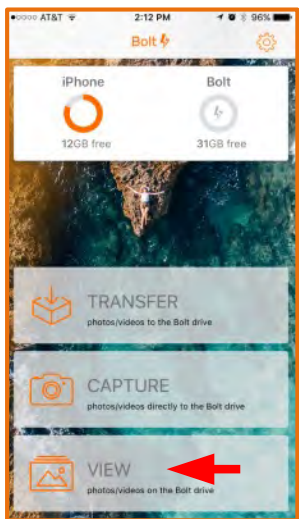 AT&T 2:12 PM 96%
Bolt
iPhone Bolt
12GB free 31GB free
TRANSFER
photos/videos to the Bolt drive
CAPTURE
photos/videos directly to the Bolt drive
VIEW
photos/videos on the Bolt drive